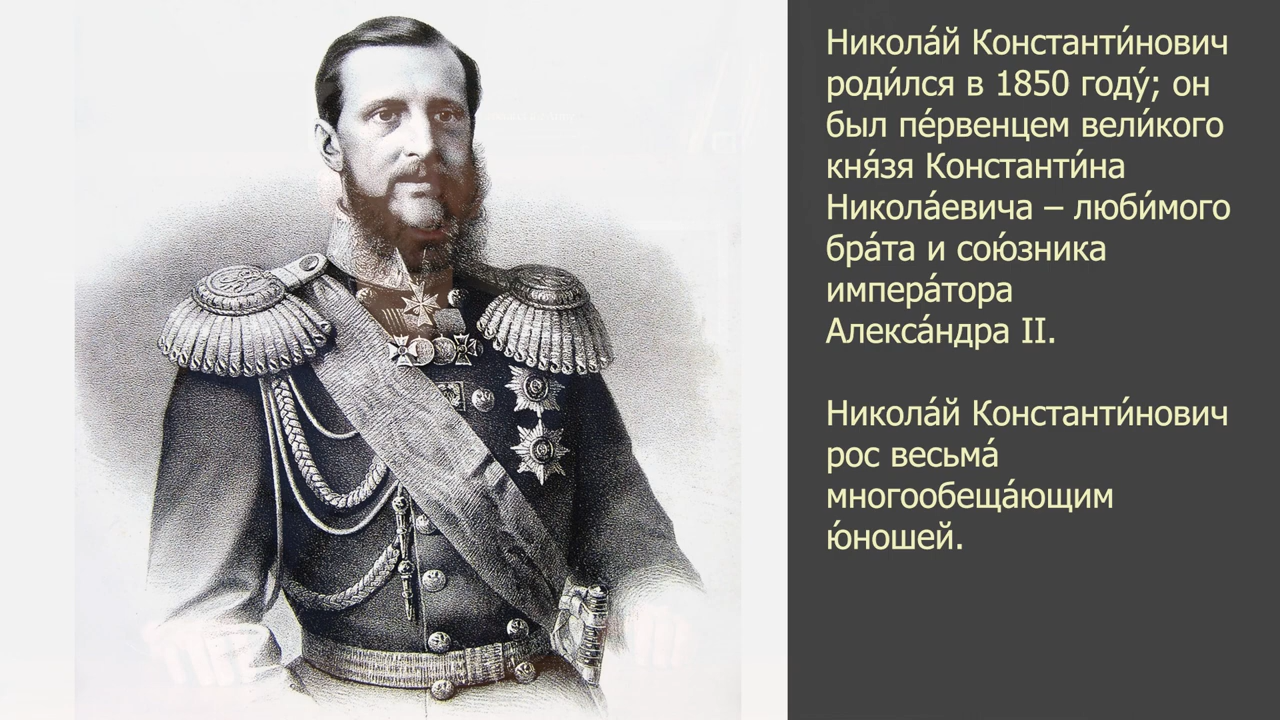 Никола́й Константи́нович
роди́лся в 1850 году́; он
был пе́рвенцем вели́кого
кня́зя Константи́на
Никола́евича – люби́мого
бра́та и сою́зника
импера́тора
Алекса́ндра II.
Никола́й Константи́нович
рос весьма́
многообеща́ющим
ю́ношей.